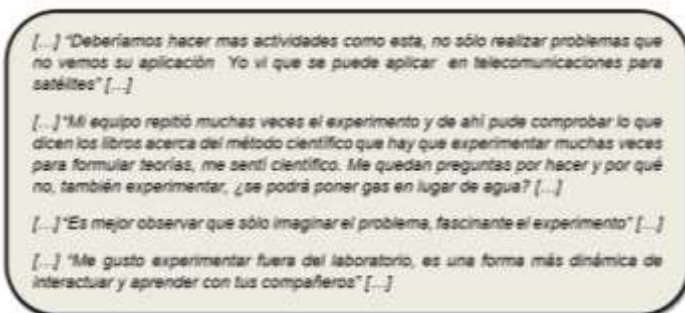 [...] "Deberíamos hacer mas actividades como esta, no sólo realizar problemas que
no vemos su aplicación Yo vi que se puede aplicar en telecomunicaciones para
satélites" [...]
[...] "Mi equipo repitió muchas veces el experimento y de ahí pude comprobar lo que
dicen los libros acerca del método científico que hay que experimentar muchas veces
para formular teorías, me sentí científico. Me quedan preguntas por hacer y por qué
no, también experimentar, ¿se podrá poner gas en lugar de agua? [...]
[...] "Es mejor observar que sólo imaginar el problema, fascinante el experimento" [...]
[...] "Me gusto experimentar fuera del laboratorio, es una forma más dinámica de
interactuar y aprender con tus compañeros" [...]